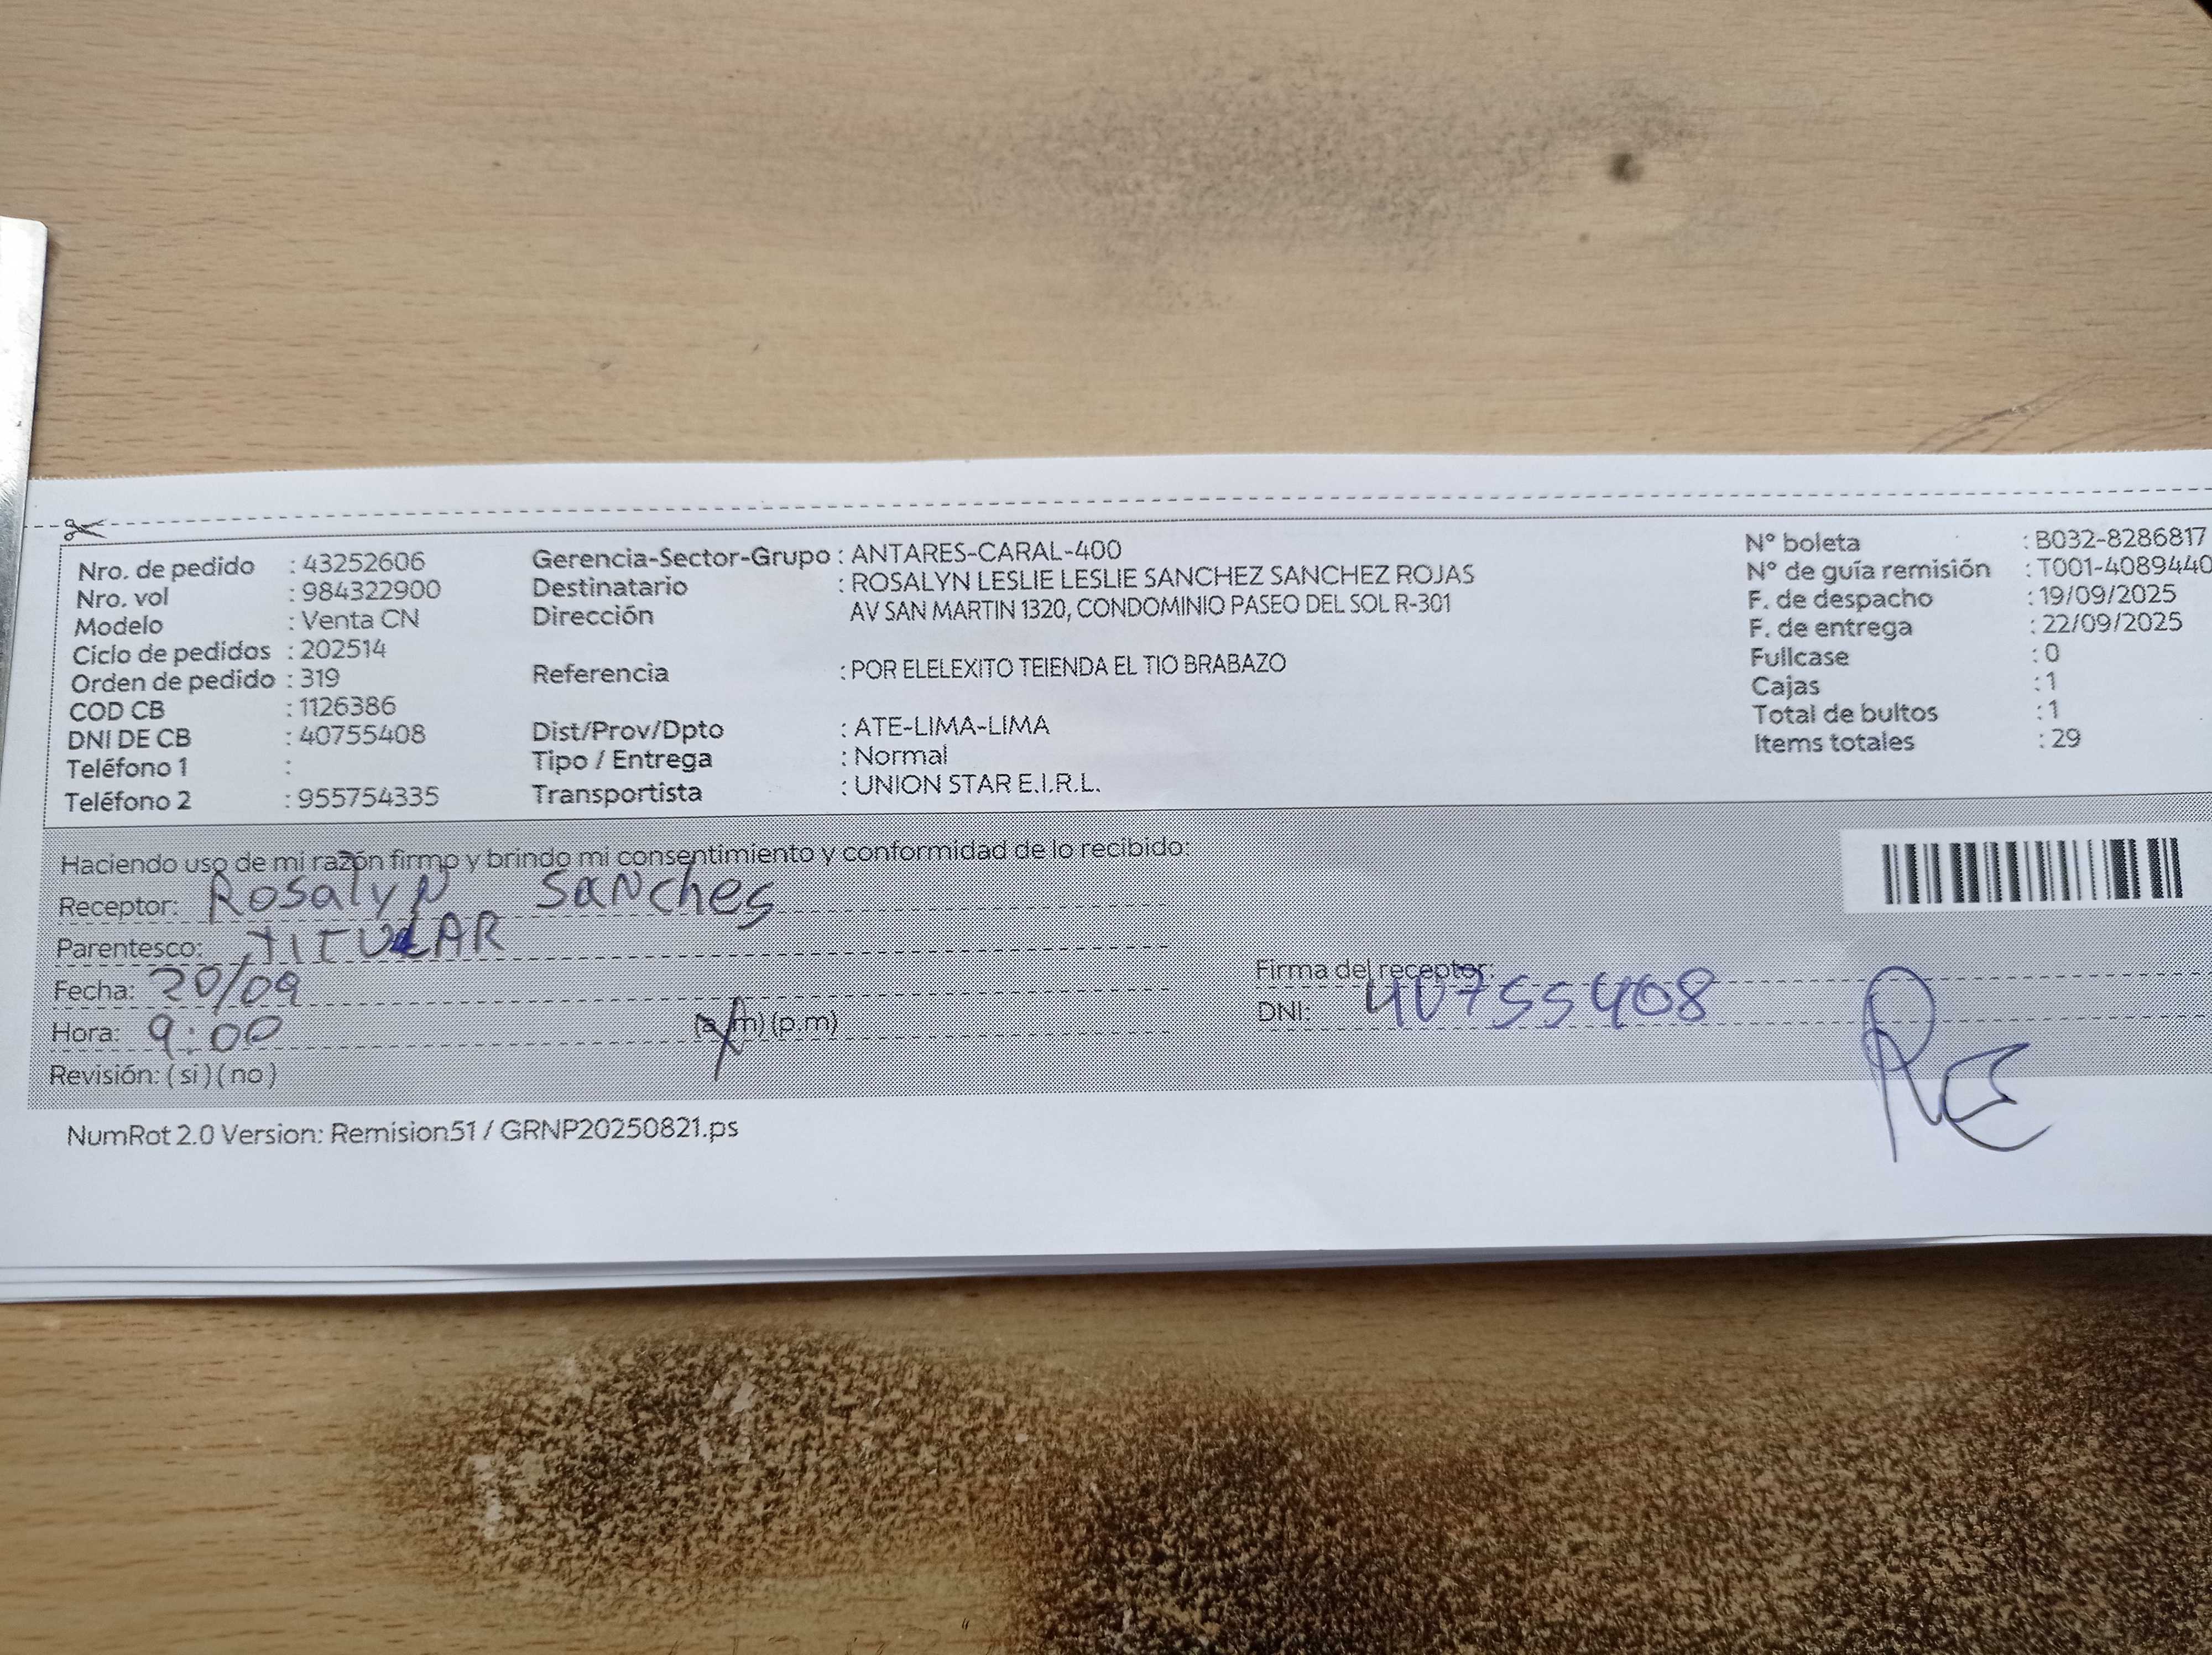 Nro. de pedido : 43252606
Nro. vol : 984322900
Modelo : Venta CN
Ciclo de pedidos : 202514
Orden de pedido : 319
COD CB : 1126386
DNI DE CB : 40755408
Teléfono 1 :
Teléfono 2 : 955754335
Gerencia-Sector-Grupo : ANTARES-CARAL-400
Destinatario : ROSALYN LESLIE LESLIE SANCHEZ SANCHEZ ROJAS
Dirección AV SAN MARTIN 1320, CONDOMINIO PASEO DEL SOL R-301
Referencia : POR ELELEXITO TEIENDA EL TIO BRABAZO
Dist/Prov/Dpto : ATE-LIMA-LIMA
Tipo / Entrega : Normal
Transportista : UNION STAR E.I.R.L.
N° boleta : B032-8286817
N° de guía remisión : T001-4089440
F. de despacho : 19/09/2025
F. de entrega : 22/09/2025
Fullcase : 0
Cajas : 1
Total de bultos : 1
Items totales : 29
Haciendo uso de mi razón firmo y brindo mi consentimiento y conformidad de lo recibido:
Receptor: Rosalyn Sanches
Parentesco: TITULAR
Fecha: 20/09
Hora: 9:00 (a.m) (p.m)
Revisión: ( si ) ( no )
Firma del receptor:
DNI: 40755408
NumRot 2.0 Version: Remision51 / GRNP20250821.ps